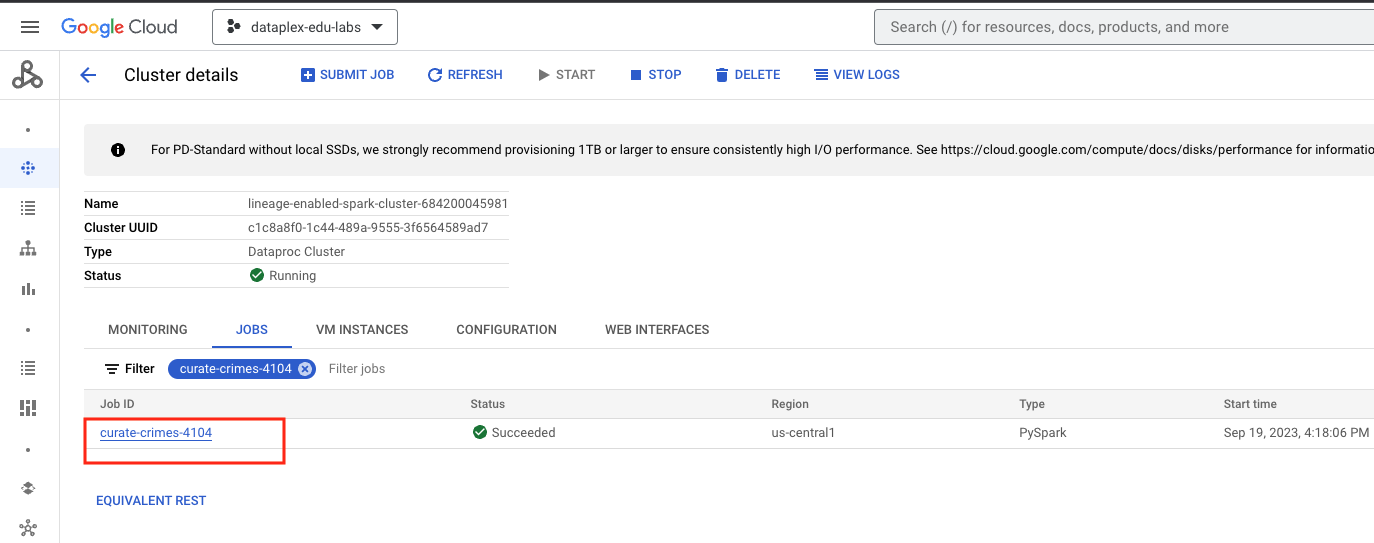 Google Cloud dataplex-edu-labs Search (/) for resources, docs, products, and more
Cluster details SUBMIT JOB REFRESH START STOP DELETE VIEW LOGS
For PD-Standard without local SSDs, we strongly recommend provisioning 1TB or larger to ensure consistently high I/O performance. See https://cloud.google.com/compute/docs/disks/performance for informatio
Name lineage-enabled-spark-cluster-684200045981
Cluster UUID c1c8a8f0-1c44-489a-9555-3f6564589ad7
Type Dataproc Cluster
Status Running
MONITORING JOBS VM INSTANCES CONFIGURATION WEB INTERFACES
Filter curate-crimes-4104 Filter jobs
Job ID Status Region Type Start time
curate-crimes-4104 Succeeded us-central1 PySpark Sep 19, 2023, 4:18:06 PM
EQUIVALENT REST